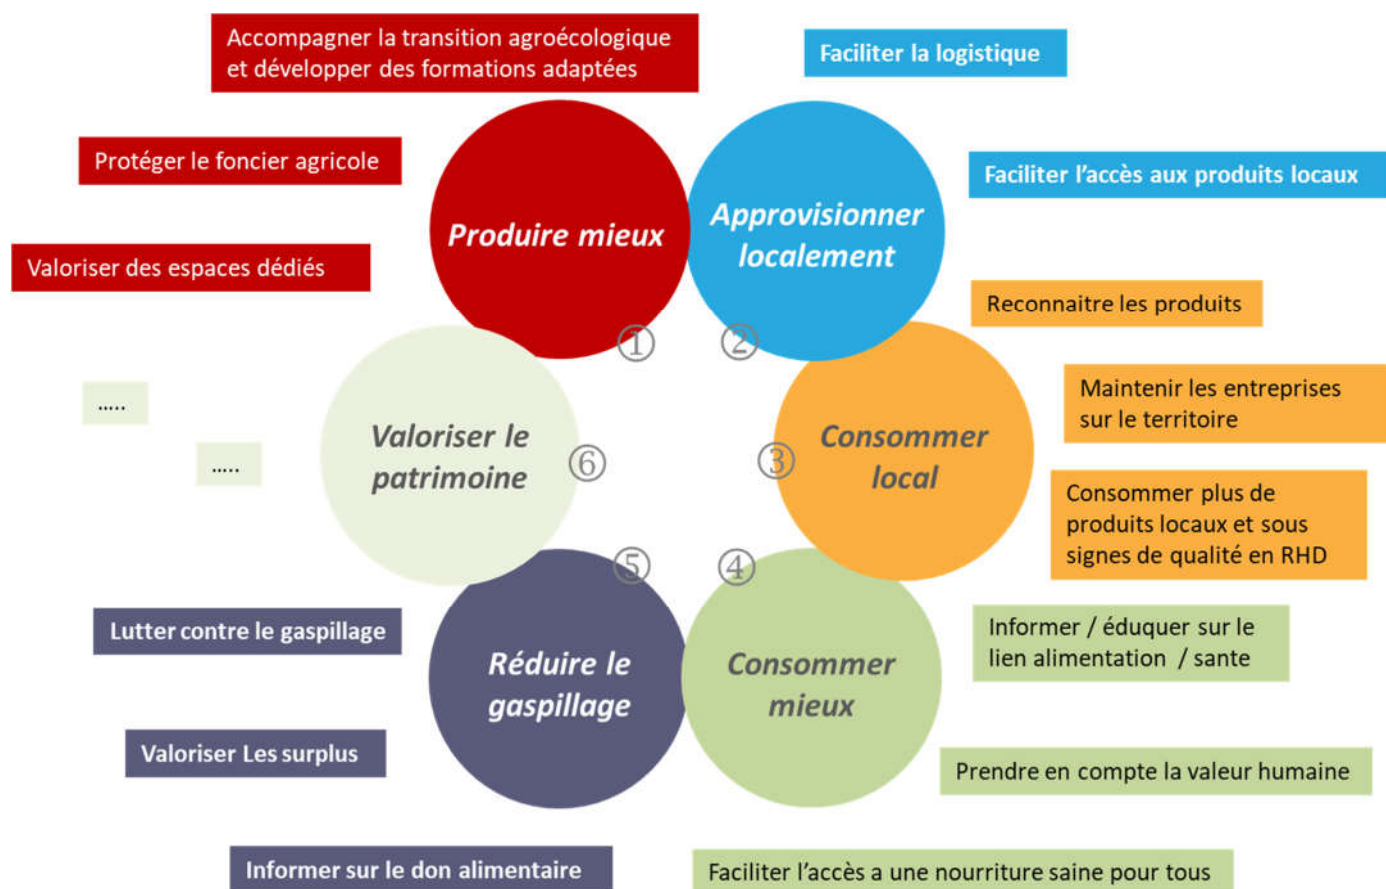 Accompagner la transition agroécologique
et développer des formations adaptées
Protéger le foncier agricole
Valoriser des espaces dédiés
Produire mieux
①
Faciliter la logistique
Faciliter l’accès aux produits locaux
Approvisionner
localement
②
Reconnaitre les produits
Maintenir les entreprises
sur le territoire
Consommer plus de
produits locaux et sous
signes de qualité en RHD
Consommer
local
③
Informer / éduquer sur le
lien alimentation / sante
Prendre en compte la valeur humaine
Faciliter l’accès a une nourriture saine pour tous
Consommer
mieux
④
Réduire le
gaspillage
⑤
Lutter contre le gaspillage
Valoriser Les surplus
Informer sur le don alimentaire
Valoriser le
patrimoine
⑥
.....
.....